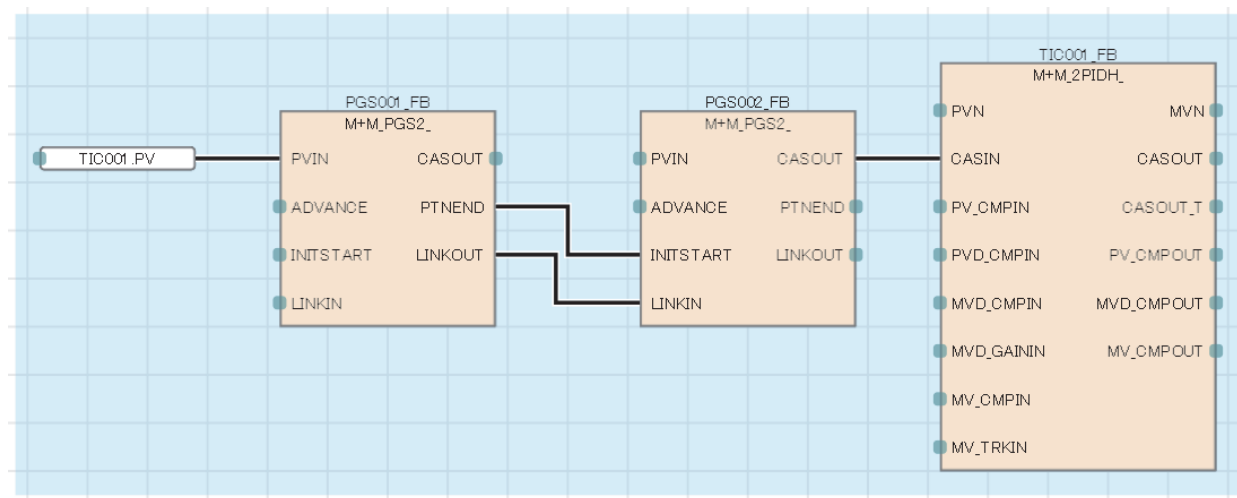 TIC001.PV
PGS001_FB
M+M_PGS2_
PVIN CASOUT
ADVANCE PTNEND
INITSTART LINKOUT
LINKIN
PGS002_FB
M+M_PGS2_
PVIN CASOUT
ADVANCE PTNEND
INITSTART LINKOUT
LINKIN
TIC001_FB
M+M_2PIDH_
PVN MVN
CASIN CASOUT
PV_CMPIN CASOUT_T
PVD_CMPIN PV_CMPOUT
MVD_CMPIN MVD_CMPOUT
MVD_GAININ MV_CMPOUT
MV_CMPIN
MV_TRKIN